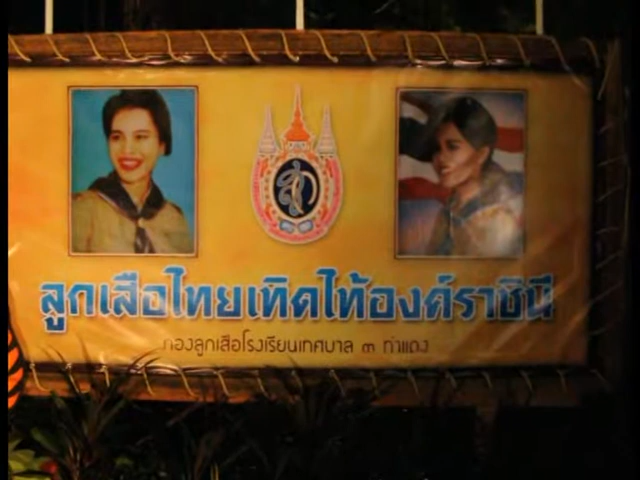 ลูกเสือไทยเทิดไท้องค์ราชินี
กองลูกเสือโรงเรียนเทศบาล ๓ ท่าแดง